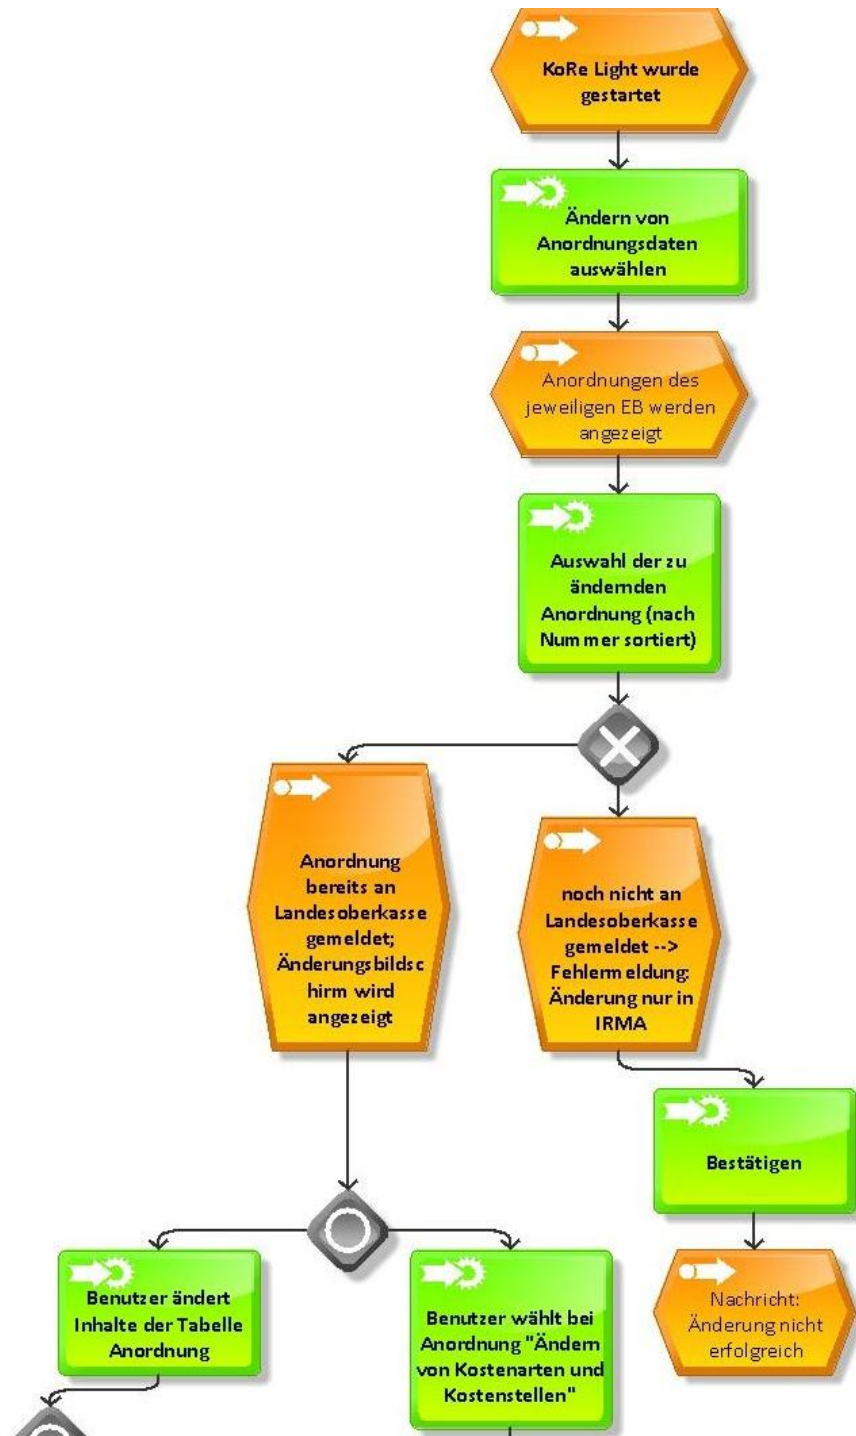 KoRe Light wurde
gestartet
Ändern von
Anordnungsdaten
auswählen
Anordnungen des
jeweiligen EB werden
angezeigt
Auswahl der zu
ändernden
Anordnung (nach
Nummer sortiert)
Anordnung
bereits an
Landesoberkasse
gemeldet;
Änderungsbildsc
hirm wird
angezeigt
noch nicht an
Landesoberkasse
gemeldet -->
Fehlermeldung:
Änderung nur in
IRMA
Bestätigen
Nachricht:
Änderung nicht
erfolgreich
Benutzer ändert
Inhalte der Tabelle
Anordnung
Benutzer wählt bei
Anordnung "Ändern
von Kostenarten und
Kostenstellen"